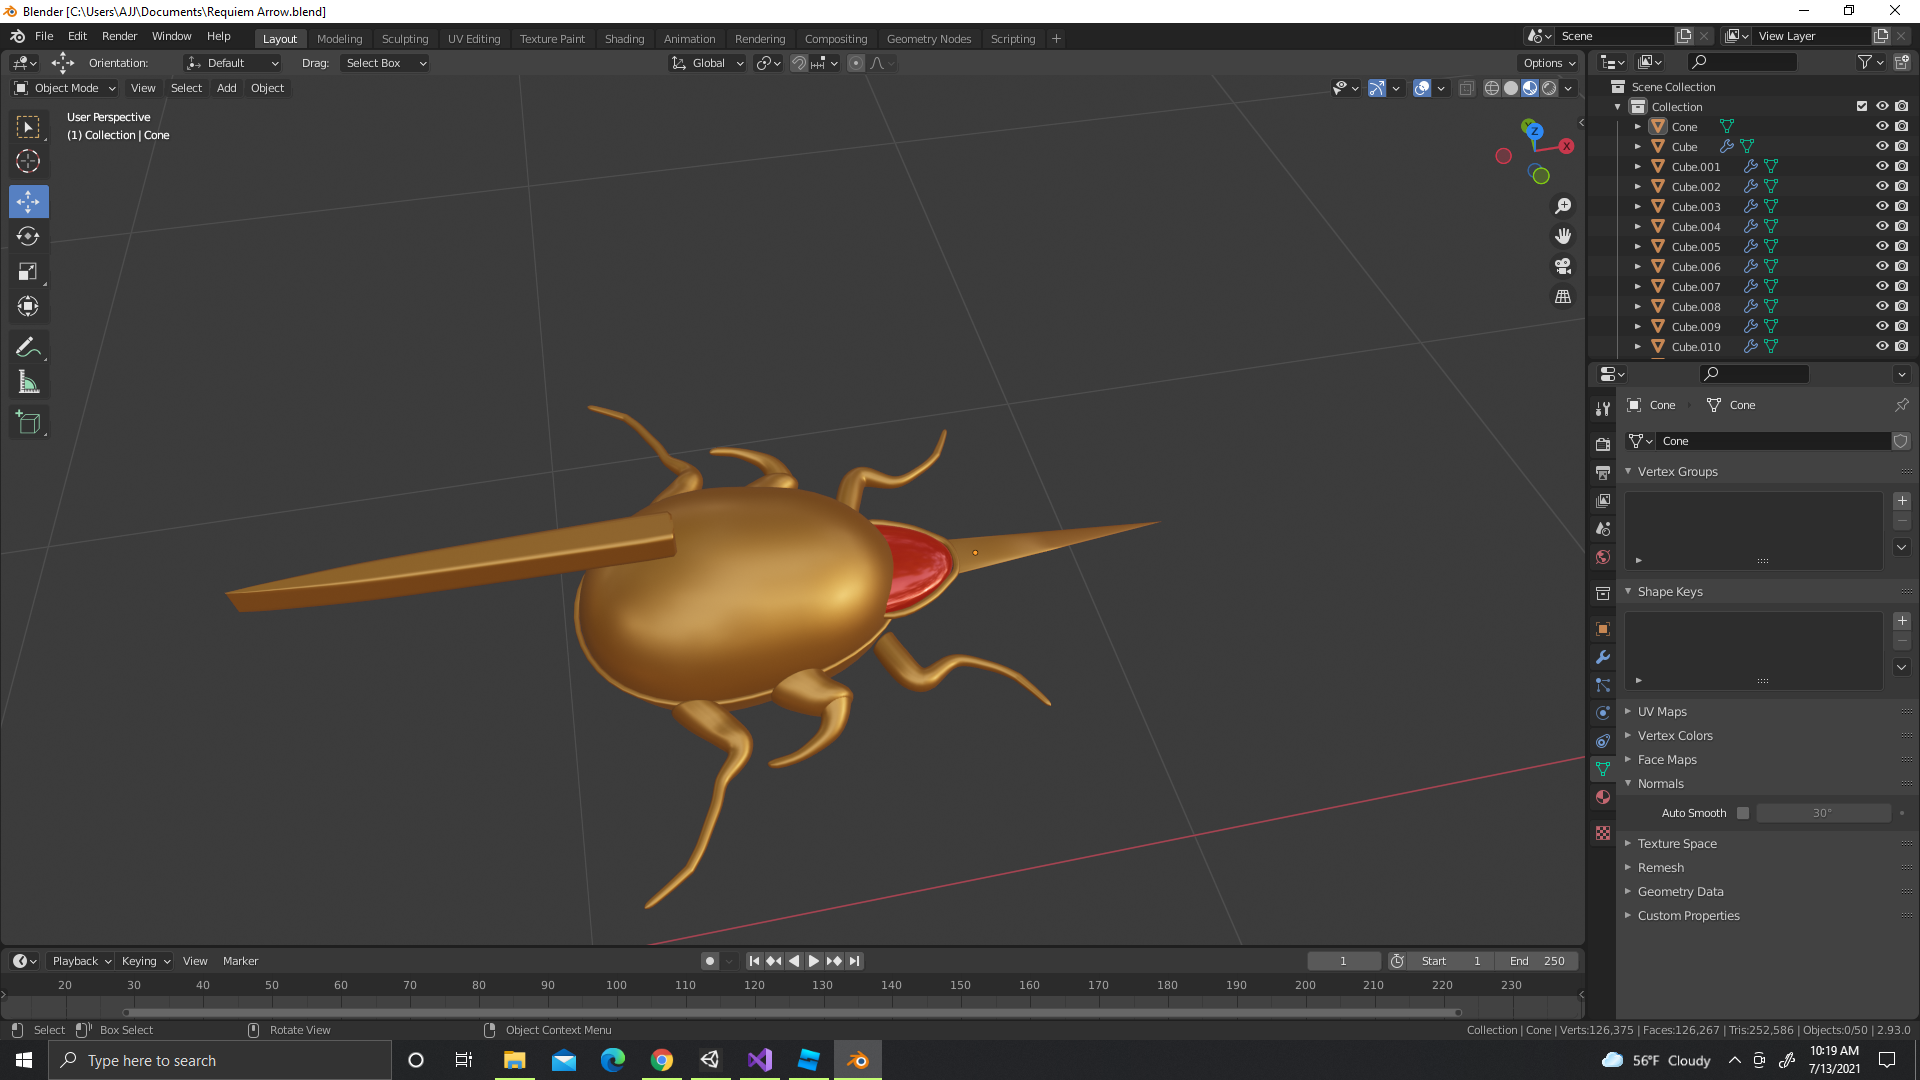 Blender [C:\Users\AJJ\Documents\Requiem Arrow.blend]
File Edit Render Window Help Layout Modeling Sculpting UV Editing Texture Paint Shading Animation Rendering Compositing Geometry Nodes Scripting + Scene View Layer
Orientation: Default Drag: Select Box Global Options
Object Mode View Select Add Object
User Perspective
(1) Collection | Cone
Y Z X
Scene Collection
Collection
Cone
Cube
Cube.001
Cube.002
Cube.003
Cube.004
Cube.005
Cube.006
Cube.007
Cube.008
Cube.009
Cube.010
Cone Cone
Cone
Vertex Groups
Shape Keys
UV Maps
Vertex Colors
Face Maps
Normals
Auto Smooth 30°
Texture Space
Remesh
Geometry Data
Custom Properties
Playback Keying View Marker 1 Start 1 End 250
20 30 40 50 60 70 80 90 100 110 120 130 140 150 160 170 180 190 200 210 220 230
Select Box Select Rotate View Object Context Menu Collection | Cone | Verts:126,375 | Faces:126,267 | Tris:252,586 | Objects:0/50 | 2.93.0
Type here to search 56°F Cloudy 10:19 AM
7/13/2021